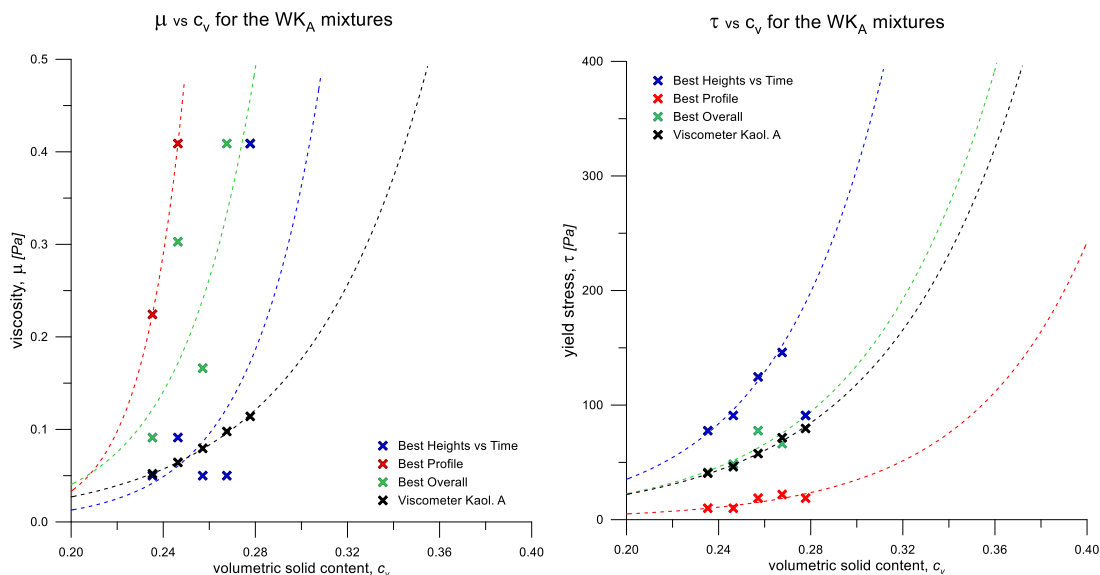 μ vs cv for the WKA mixtures
0.5
0.4
0.3
0.2
0.1
0.0
viscosity, μ [Pa]
Best Heights vs Time
Best Profile
Best Overall
Viscometer Kaol. A
0.20
0.24
0.28
0.32
0.36
0.40
volumetric solid content, cv
τ vs cv for the WKA mixtures
400
300
200
100
0
yield stress, τ [Pa]
Best Heights vs Time
Best Profile
Best Overall
Viscometer Kaol. A
0.20
0.24
0.28
0.32
0.36
0.40
volumetric solid content, cv